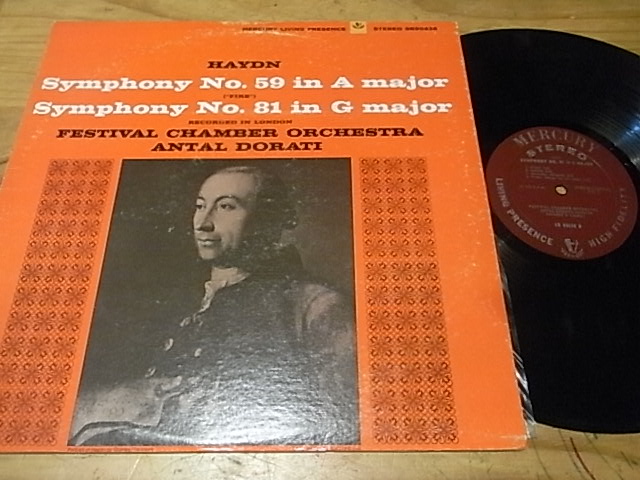 MERCURY LIVING PRESENCE STEREO SR90436
HAYDN
Symphony No. 59 in A major
("FIRE")
Symphony No. 81 in G major
RECORDED IN LONDON
FESTIVAL CHAMBER ORCHESTRA
ANTAL DORATI
MERCURY
STEREO
LIVING PRESENCE
HIGH FIDELITY